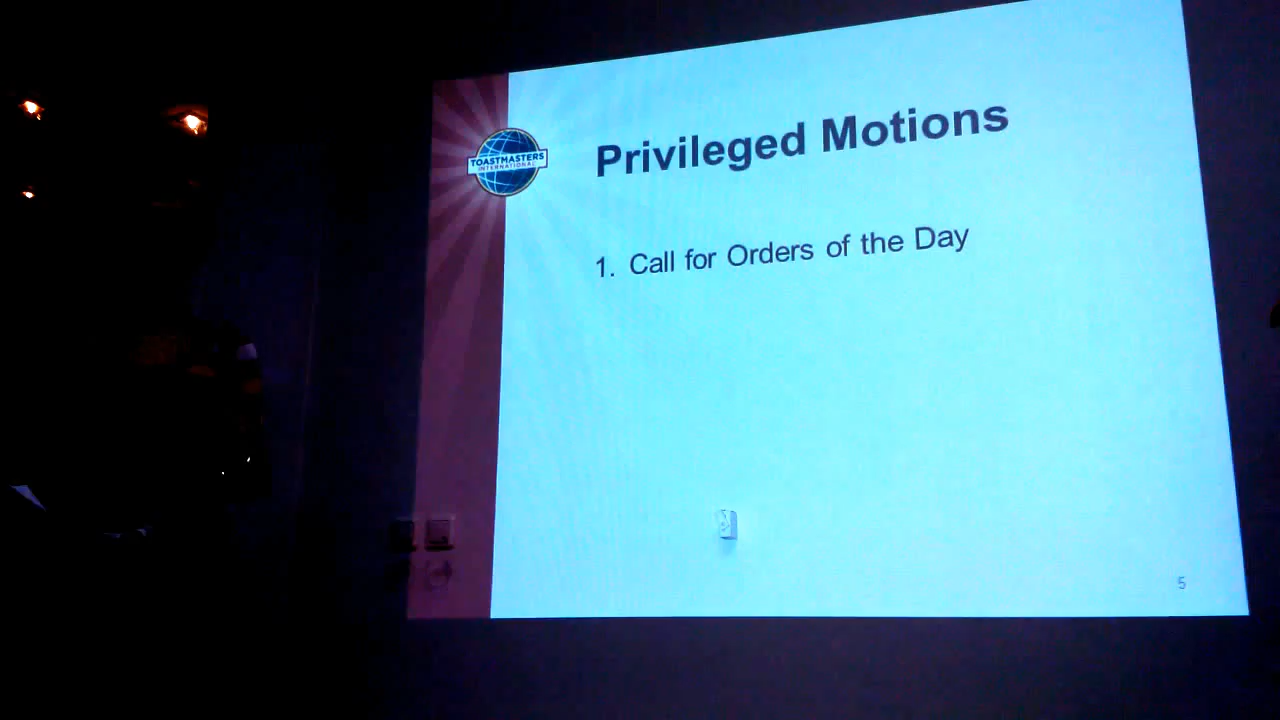 TOASTMASTERS
INTERNATIONAL
Privileged Motions
1. Call for Orders of the Day
5